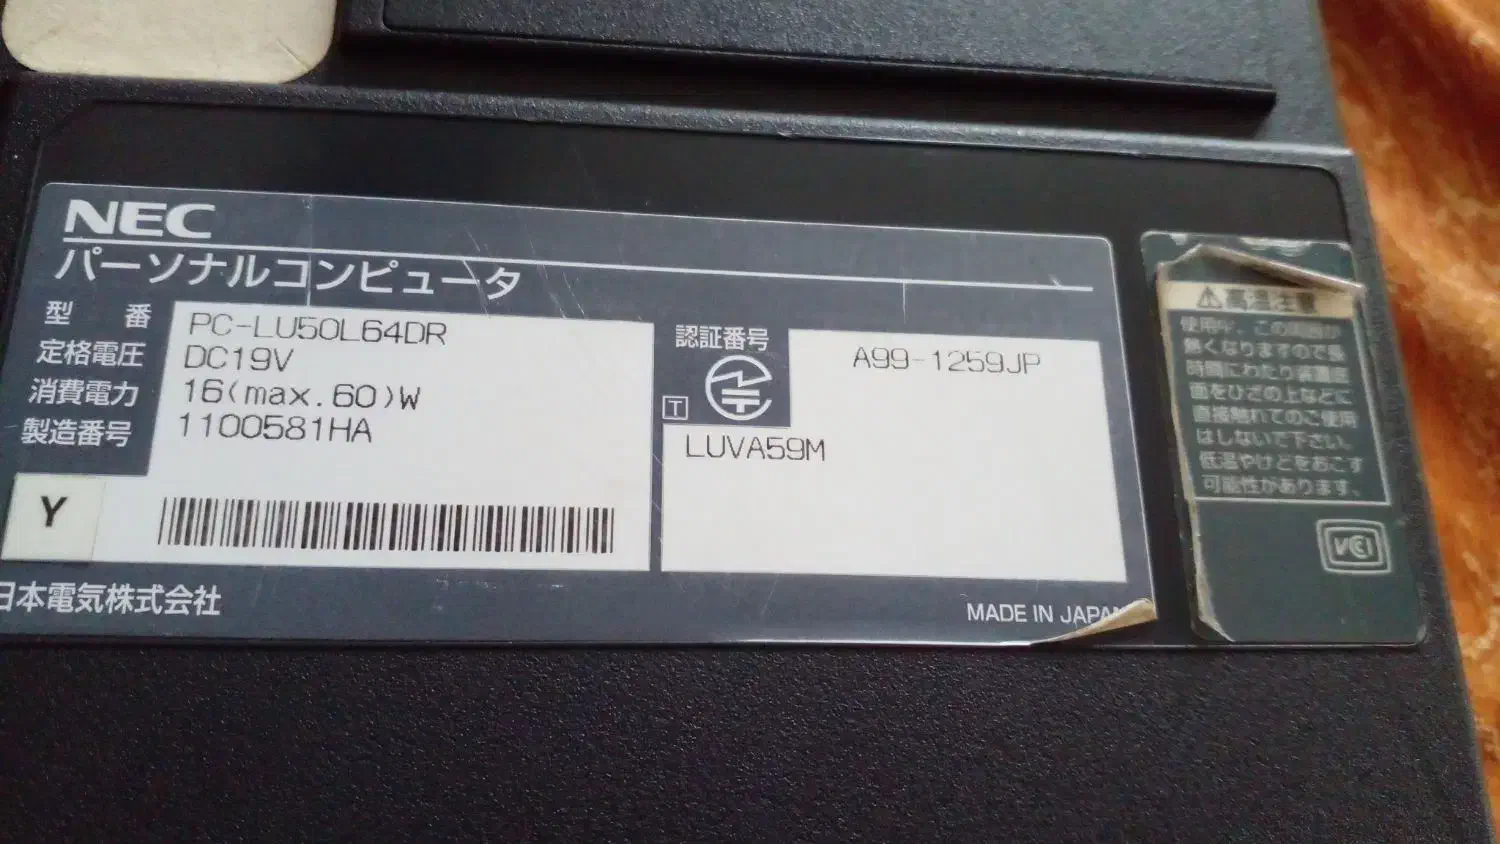 NEC
パーソナルコンピュータ
型 番 PC-LU50L64DR
定格電圧 DC19V
消費電力 16(max.60)W
製造番号 1100581HA
Y
認証番号 A99-1259JP
T
LUVA59M
日本電気株式会社
MADE IN JAPAN
高温注意
使用中、この周囲が
熱くなりますので長
時間にわたり装置底
面をひざの上などに
直接触れてのご使用
はしないで下さい。
低温やけどをおこす
可能性があります。
VCI